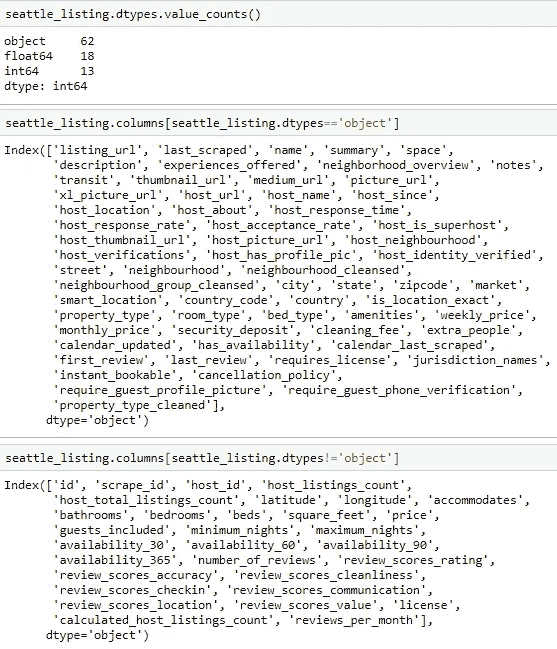 seattle_listing.dtypes.value_counts()
object     62
float64    18
int64      13
dtype: int64
seattle_listing.columns[seattle_listing.dtypes=='object']
Index(['listing_url', 'last_scraped', 'name', 'summary', 'space',
       'description', 'experiences_offered', 'neighborhood_overview', 'notes',
       'transit', 'thumbnail_url', 'medium_url', 'picture_url',
       'xl_picture_url', 'host_url', 'host_name', 'host_since',
       'host_location', 'host_about', 'host_response_time',
       'host_response_rate', 'host_acceptance_rate', 'host_is_superhost',
       'host_thumbnail_url', 'host_picture_url', 'host_neighbourhood',
       'host_verifications', 'host_has_profile_pic', 'host_identity_verified',
       'street', 'neighbourhood', 'neighbourhood_cleansed',
       'neighbourhood_group_cleansed', 'city', 'state', 'zipcode', 'market',
       'smart_location', 'country_code', 'country', 'is_location_exact',
       'property_type', 'room_type', 'bed_type', 'amenities', 'weekly_price',
       'monthly_price', 'security_deposit', 'cleaning_fee', 'extra_people',
       'calendar_updated', 'has_availability', 'calendar_last_scraped',
       'first_review', 'last_review', 'requires_license', 'jurisdiction_names',
       'instant_bookable', 'cancellation_policy',
       'require_guest_profile_picture', 'require_guest_phone_verification',
       'property_type_cleaned'],
      dtype='object')
seattle_listing.columns[seattle_listing.dtypes!='object']
Index(['id', 'scrape_id', 'host_id', 'host_listings_count',
       'host_total_listings_count', 'latitude', 'longitude', 'accommodates',
       'bathrooms', 'bedrooms', 'beds', 'square_feet', 'price',
       'guests_included', 'minimum_nights', 'maximum_nights',
       'availability_30', 'availability_60', 'availability_90',
       'availability_365', 'number_of_reviews', 'review_scores_rating',
       'review_scores_accuracy', 'review_scores_cleanliness',
       'review_scores_checkin', 'review_scores_communication',
       'review_scores_location', 'review_scores_value', 'license',
       'calculated_host_listings_count', 'reviews_per_month'],
      dtype='object')